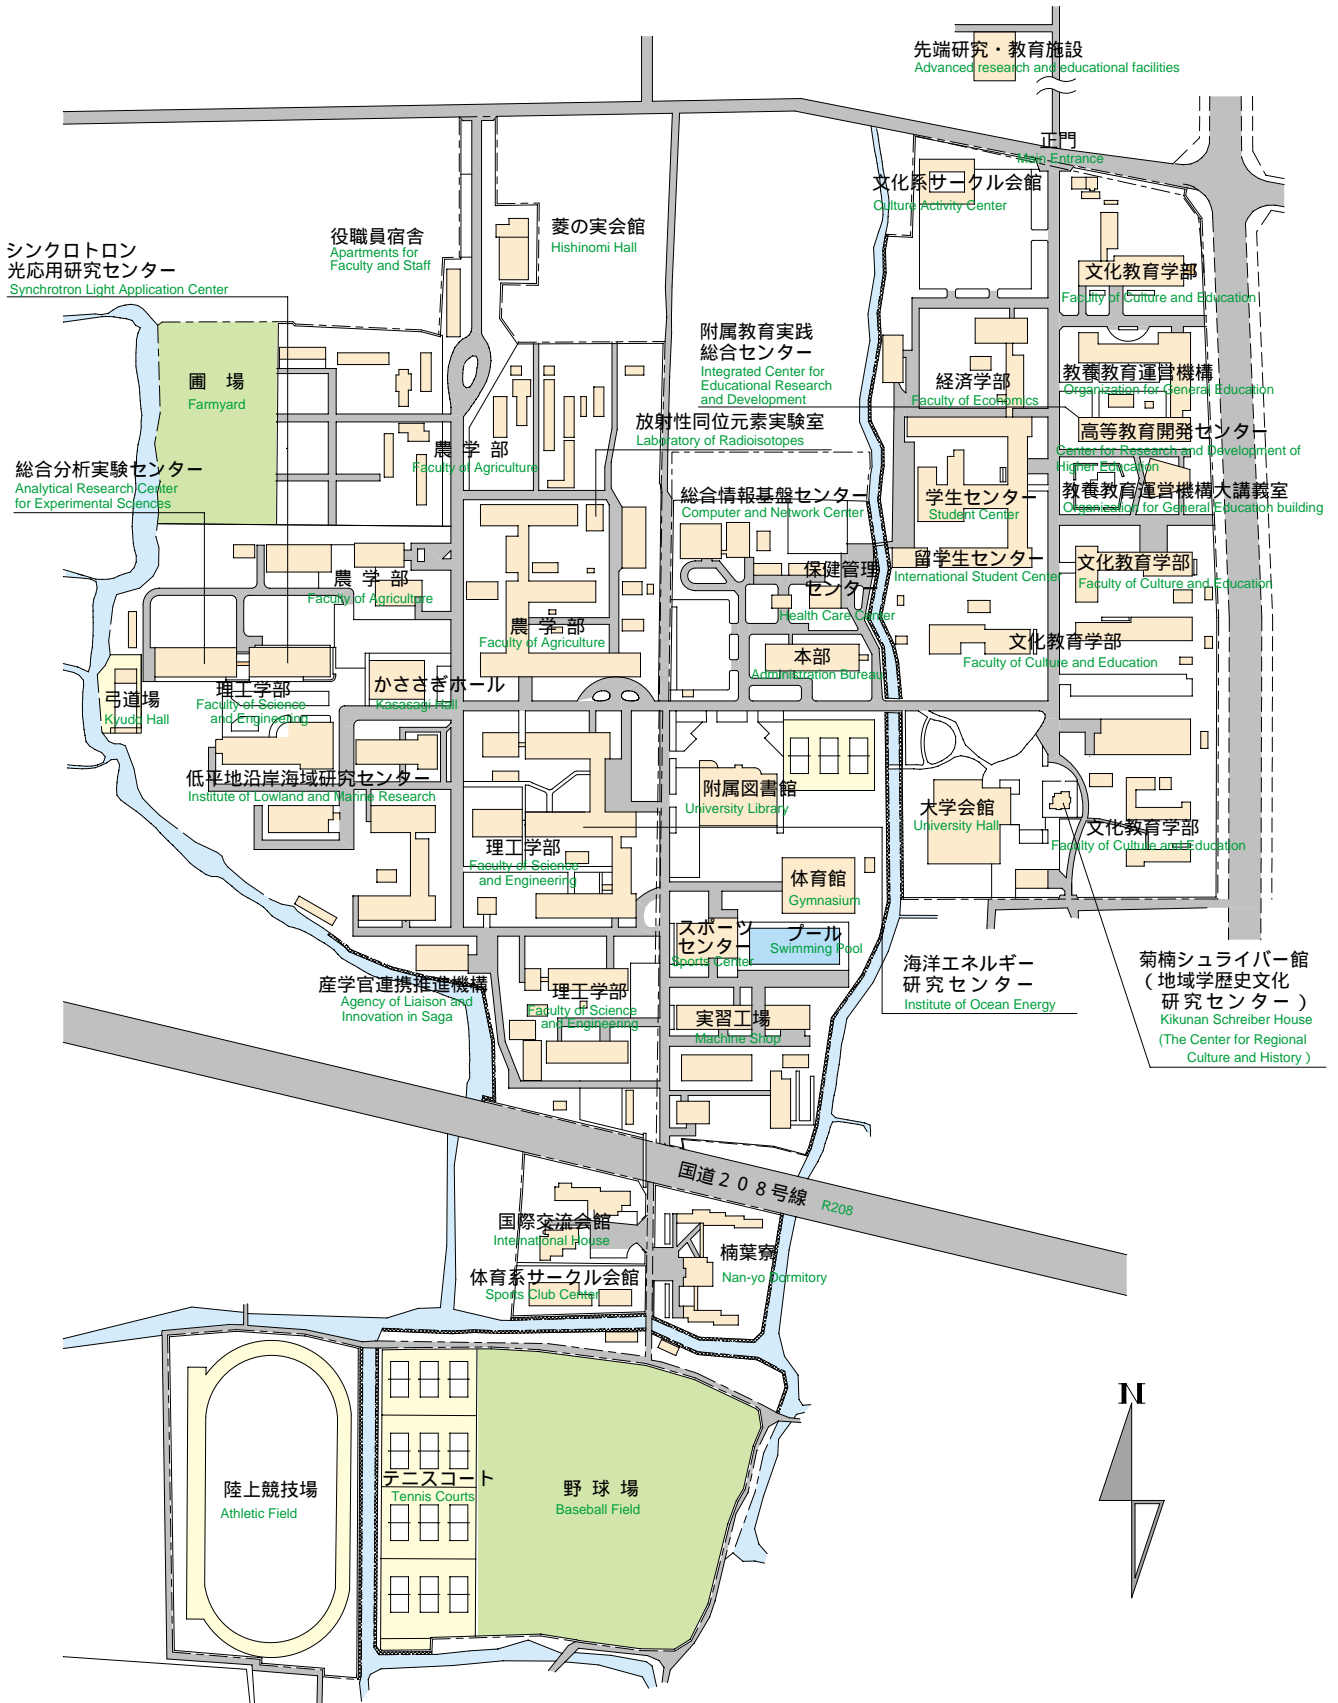 先端研究・教育施設
Advanced research and educational facilities
正門
Main Entrance
文化系サークル会館
Culture Activity Center
菱の実会館
Hishinomi Hall
役職員宿舎
Apartments for
Faculty and Staff
シンクロトロン
光応用研究センター
Synchrotron Light Application Center
文化教育学部
Faculty of Culture and Education
附属教育実践
総合センター
Integrated Center for
Educational Research
and Development
圃 場
Farmyard
経済学部
Faculty of Economics
教養教育運営機構
Organization for General Education
放射性同位元素実験室
Laboratory of Radioisotopes
高等教育開発センター
Center for Research and Development of
Higher Education
農 学 部
Faculty of Agriculture
総合分析実験センター
Analytical Research Center
for Experimental Sciences
総合情報基盤センター
Computer and Network Center
学生センター
Student Center
教養教育運営機構大講義室
Organization for General Education building
農 学 部
Faculty of Agriculture
保健管理
センター
Health Care Center
留学生センター
International Student Center
文化教育学部
Faculty of Culture and Education
農 学 部
Faculty of Agriculture
本部
Administration Bureau
文化教育学部
Faculty of Culture and Education
弓道場
Kyudo Hall
理工学部
Faculty of Science
and Engineering
かささぎホール
Kasasagi Hall
低平地沿岸海域研究センター
Institute of Lowland and Marine Research
附属図書館
University Library
大学会館
University Hall
文化教育学部
Faculty of Culture and Education
理工学部
Faculty of Science
and Engineering
体育館
Gymnasium
スポーツ
センター
Sports Center
プール
Swimming Pool
海洋エネルギー
研究センター
Institute of Ocean Energy
菊楠シュライバー館
(地域学歴史文化
研究センター)
Kikunan Schreiber House
(The Center for Regional
Culture and History )
産学官連携推進機構
Agency of Liaison and
Innovation in Saga
理工学部
Faculty of Science
and Engineering
実習工場
Machine Shop
国道208号線 R208
国際交流会館
International House
楠葉寮
Nan-yo Dormitory
体育系サークル会館
Sports Club Center
N
陸上競技場
Athletic Field
テニスコート
Tennis Courts
野 球 場
Baseball Field